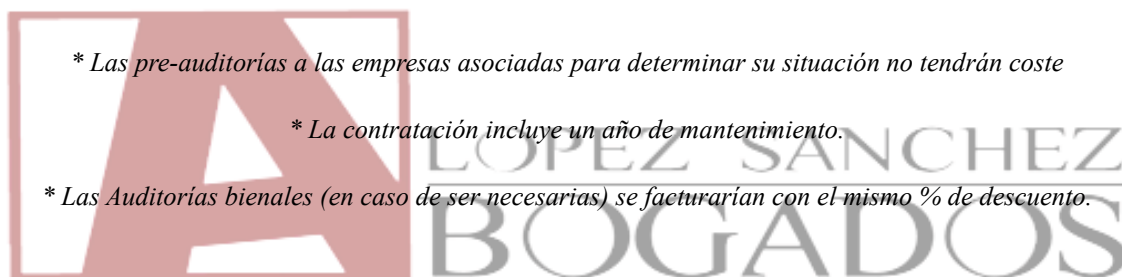 * Las pre-auditorías a las empresas asociadas para determinar su situación no tendrán coste
* La contratación incluye un año de mantenimiento.
LOPEZ SANCHEZ
* Las Auditorías bienales (en caso de ser necesarias) se facturarían con el mismo % de descuento.
ABOGADOS